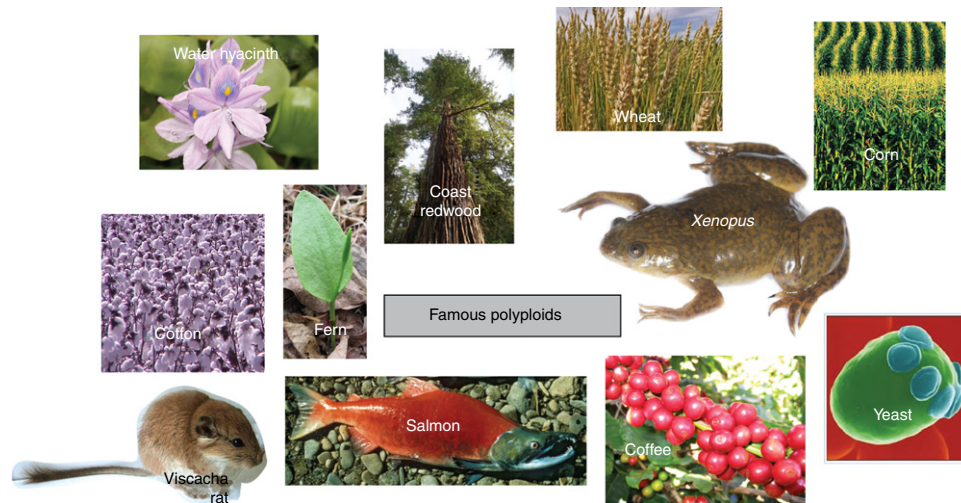 Water hyacinth
Wheat
Corn
Coast
redwood
Xenopus
Cotton
Fern
Famous polyploids
Salmon
Coffee
Yeast
Viscacha
rat